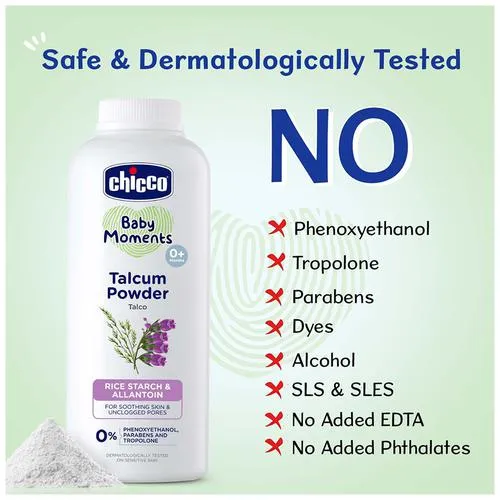 Safe & Dermatologically Tested
NO
Phenoxyethanol
Tropolone
Parabens
Dyes
Alcohol
SLS & SLES
No Added EDTA
No Added Phthalates
chicco
Baby
Moments
0+
months
Talcum
Powder
Talco
RICE STARCH &
ALLANTOIN
FOR SOOTHING SKIN &
UNCLOGGED PORES
0% PHENOXYETHANOL,
PARABENS AND
TROPOLONE
DERMATOLOGICALLY TESTED
ON SENSITIVE SKIN